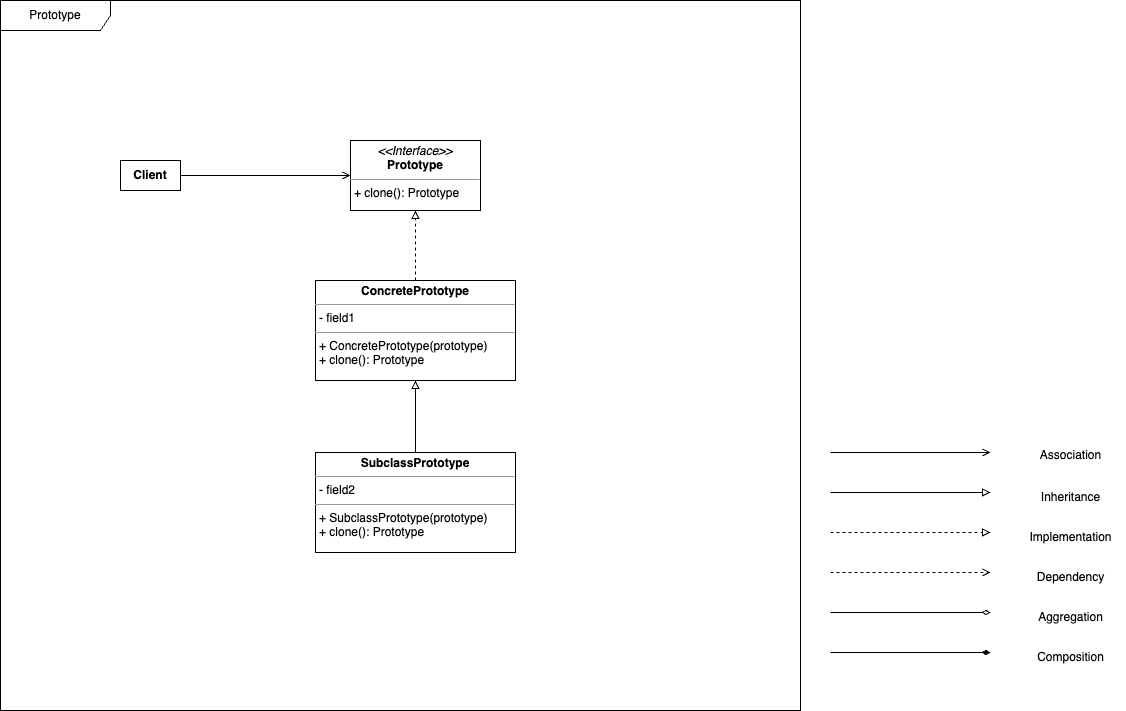 Prototype
<<Interface>>
Prototype
+ clone(): Prototype
Client
ConcretePrototype
- field1
+ ConcretePrototype(prototype)
+ clone(): Prototype
SubclassPrototype
- field2
+ SubclassPrototype(prototype)
+ clone(): Prototype
Association
Inheritance
Implementation
Dependency
Aggregation
Composition